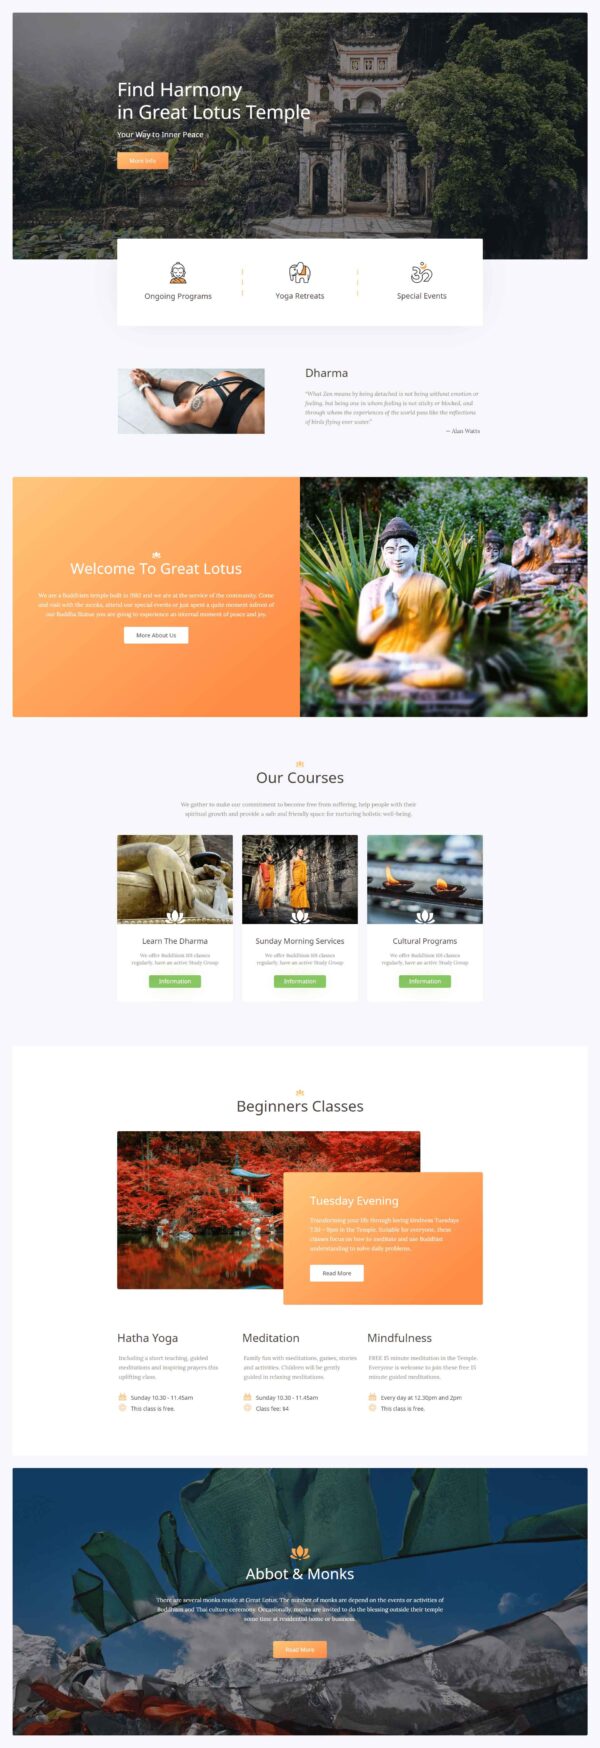 Find Harmony
in Great Lotus Temple
Your Way to Inner Peace
More Info
Ongoing Programs
Yoga Retreats
Special Events
Dharma
"What Zen means by being detached is not being without emotion or
feeling, but being one in whom feeling is not sticky or blocked, and
through whom the experiences of the world pass like the reflections
of birds flying over water."
— Alan Watts
Welcome To Great Lotus
We are a Buddhists temple built in 1982 and we are at the service of the community. Come
and visit with the monks, attend our special events or just spent a quite moment infront of
our Buddha Statue you are going to experience an internal moment of peace and joy.
More About Us
Our Courses
We gather to make our commitment to become free from suffering, help people with their
spiritual growth and provide a safe and friendly space for nurturing holistic well-being.
Learn The Dharma
We offer Buddhism 101 classes
regularly, have an active Study Group
Information
Sunday Morning Services
We offer Buddhism 101 classes
regularly, have an active Study Group
Information
Cultural Programs
We offer Buddhism 101 classes
regularly, have an active Study Group
Information
Beginners Classes
Tuesday Evening
Transforming your life through loving kindness Tuesdays
7.30 – 9pm in the Temple. Suitable for everyone, these
classes focus on how to meditate and use Buddhist
understanding to solve daily problems.
Read More
Hatha Yoga
Including a short teaching, guided
meditations and inspiring prayers this
uplifting class.
Sunday 10.30 - 11.45am
This class is free.
Meditation
Family fun with meditations, games, stories
and activities. Children will be gently
guided in relaxing meditations.
Sunday 10.30 - 11.45am
Class fee: $4
Mindfulness
FREE 15 minute meditation in the Temple.
Everyone is welcome to join these free 15
minute guided meditations.
Every day at 12.30pm and 2pm
This class is free.
Abbot & Monks
There are several monks reside at Great Lotus. The number of monks are depend on the events or activities of
Buddhism and Thai culture ceremony. Occasionally, monks are invited to do the blessing outside their temple
some time at residential home or business.
Read More